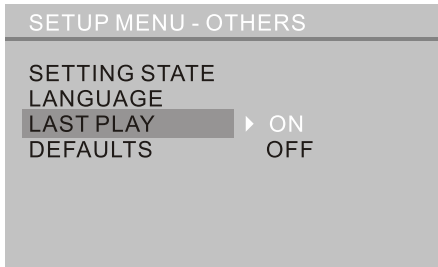 SETUP MENU - OTHERS
SETTING STATE
LANGUAGE
LAST PLAY ON
DEFAULTS OFF